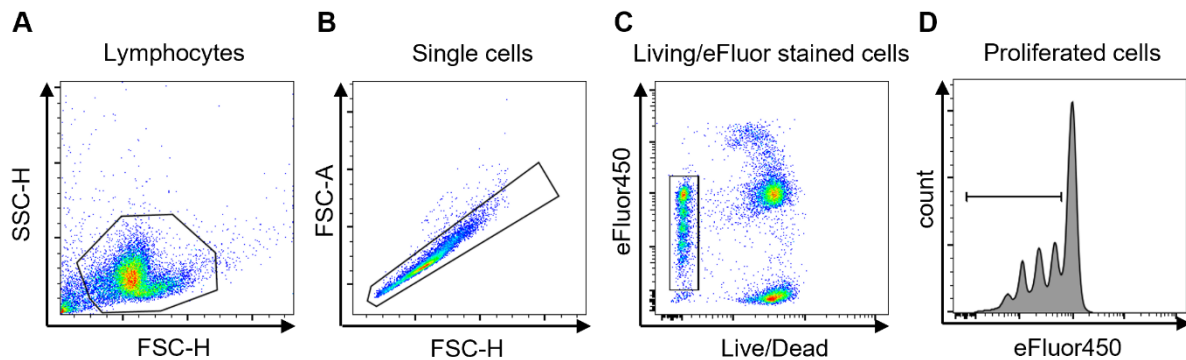 A
Lymphocytes
SSC-H
FSC-H
B
Single cells
FSC-A
FSC-H
C
Living/eFluor stained cells
eFluor450
Live/Dead
D
Proliferated cells
count
eFluor450